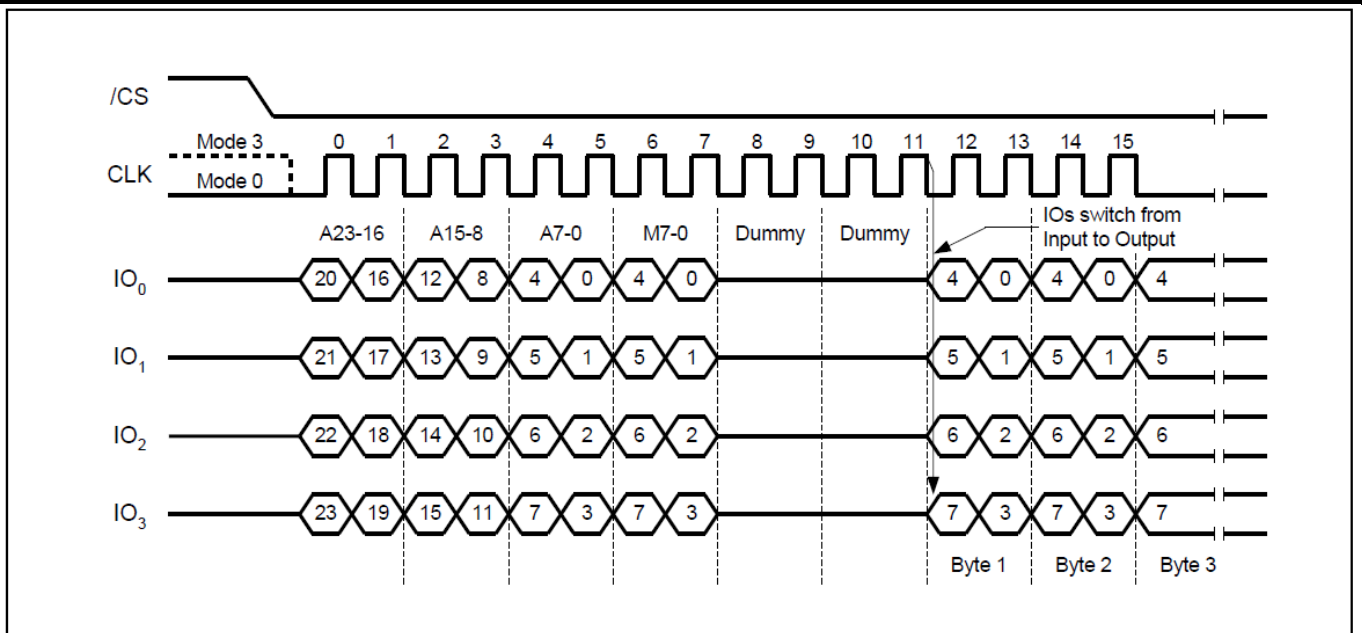 /CS
Mode 3 0 1 2 3 4 5 6 7 8 9 10 11 12 13 14 15
CLK
Mode 0
IOs switch from
Input to Output
A23-16 A15-8 A7-0 M7-0 Dummy Dummy
IO0 20 16 12 8 4 0 4 0 4 0 4 0 4
IO1 21 17 13 9 5 1 5 1 5 1 5 1 5
IO2 22 18 14 10 6 2 6 2 6 2 6 2 6
IO3 23 19 15 11 7 3 7 3 7 3 7 3 7
Byte 1 Byte 2 Byte 3